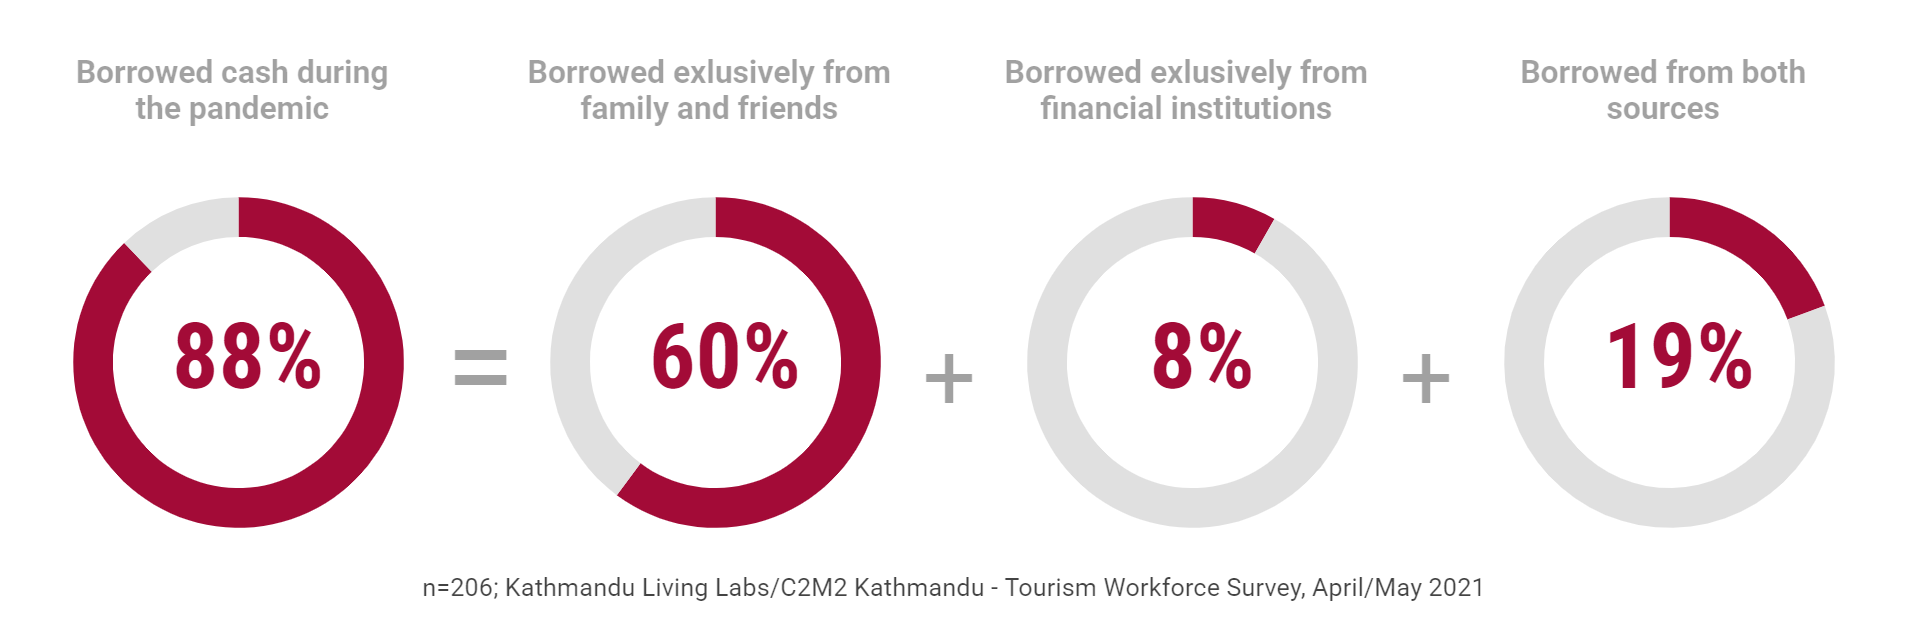 Borrowed cash during
the pandemic
Borrowed exlusively from
family and friends
Borrowed exlusively from
financial institutions
Borrowed from both
sources
88%
=
60%
+
8%
+
19%
n=206; Kathmandu Living Labs/C2M2 Kathmandu - Tourism Workforce Survey, April/May 2021